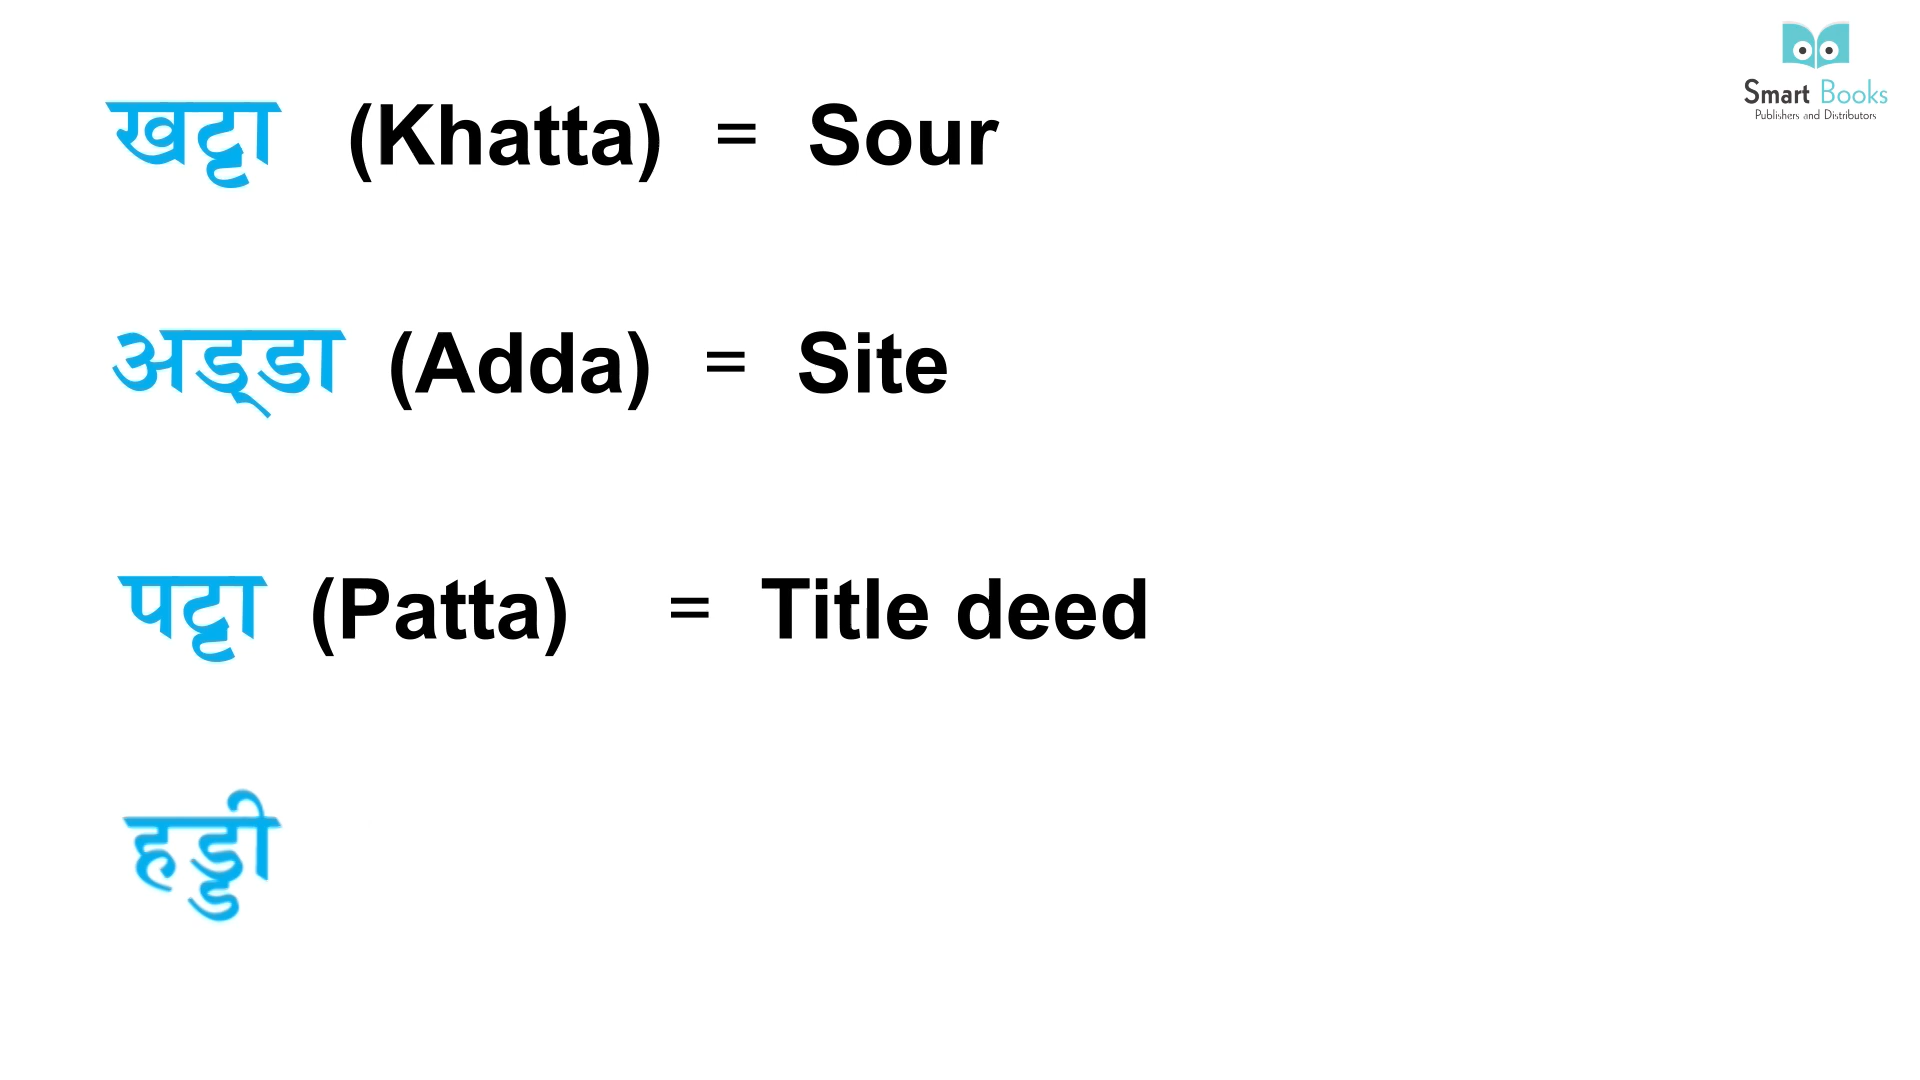 Smart Books
Publishers and Distributors
खट्टा (Khatta) = Sour
अड्‌डा (Adda) = Site
पट्टा (Patta) = Title deed
हड्डी